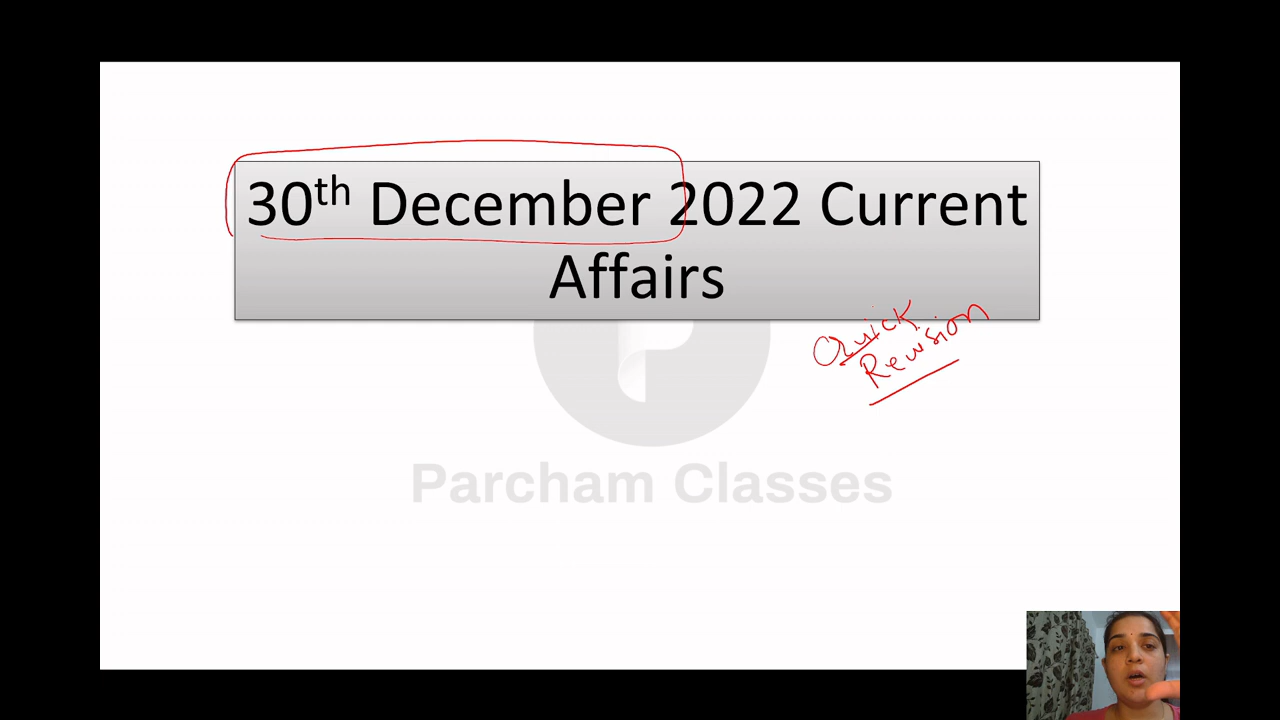 30th December 2022 Current
Affairs
Quick
Revision
Parcham Classes